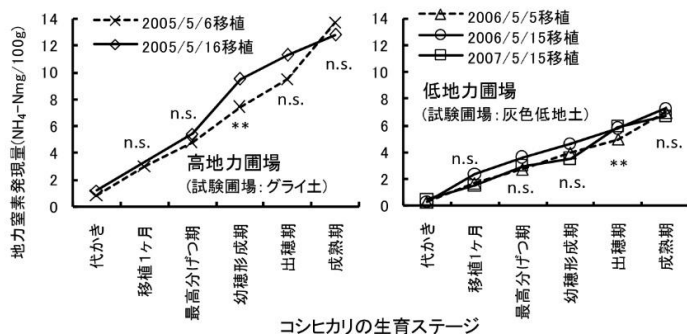 地力窒素発現量(NH₄-Nmg/100g)
14
12
10
8
6
4
2
0
2005/5/6移植
2005/5/16移植
n.s.
n.s.
n.s.
**
n.s.
n.s.
高地力圃場
(試験圃場:グライ土)
代かき
移植1ヶ月
最高分げつ期
幼穂形成期
出穂期
成熟期
14
12
10
8
6
4
2
0
2006/5/5移植
2006/5/15移植
2007/5/15移植
低地力圃場
(試験圃場:灰色低地土)
n.s.
n.s.
n.s.
n.s.
**
n.s.
代かき
移植1ヶ月
最高分げつ期
幼穂形成期
出穂期
成熟期
コシヒカリの生育ステージ